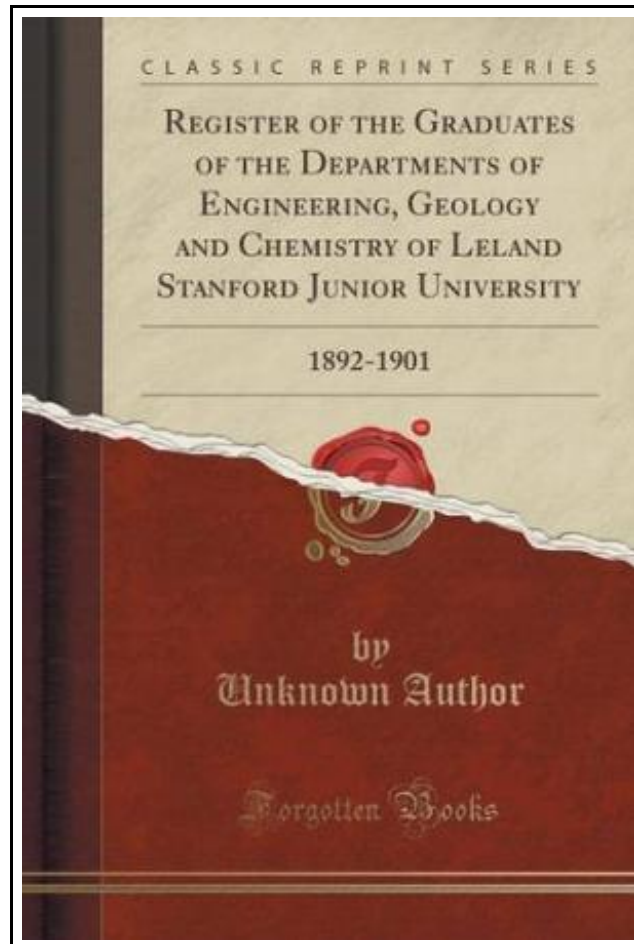 CLASSIC REPRINT SERIES
REGISTER OF THE GRADUATES
OF THE DEPARTMENTS OF
ENGINEERING, GEOLOGY
AND CHEMISTRY OF LELAND
STANFORD JUNIOR UNIVERSITY
1892-1901
by
Unknown Author
Forgotten Books